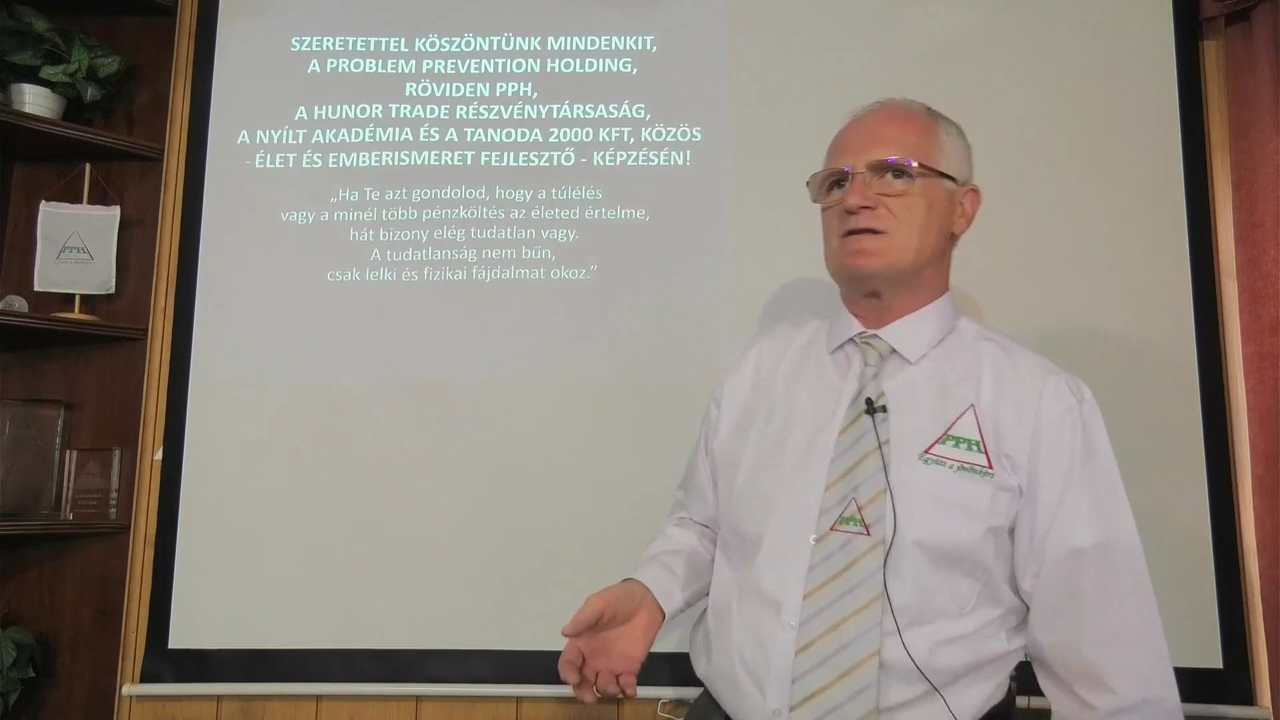 SZERETETTEL KÖSZÖNTÜNK MINDENKIT,
A PROBLEM PREVENTION HOLDING,
RÖVIDEN PPH,
A HUNOR TRADE RÉSZVÉNYTÁRSASÁG,
A NYÍLT AKADÉMIA ÉS A TANODA 2000 KFT, KÖZÖS
- ÉLET ÉS EMBERISMERET FEJLESZTŐ - KÉPZÉSÉN!
„Ha Te azt gondolod, hogy a túlélés
vagy a minél több pénzköltés az életed értelme,
hát bizony elég tudatlan vagy.
A tudatlanság nem bűn,
csak lelki és fizikai fájdalmat okoz.”
PPH
PPH
Együtt a
PPH